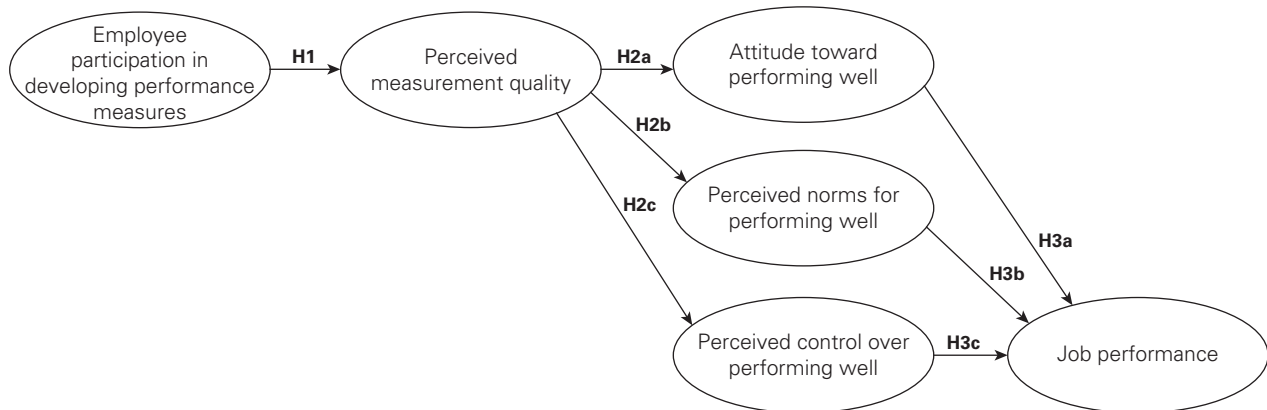 Employee
participation in
developing performance
measures
H1
Perceived
measurement quality
H2a
Attitude toward
performing well
H2b
Perceived norms for
performing well
H2c
H3a
H3b
Perceived control over
performing well
H3c
Job performance